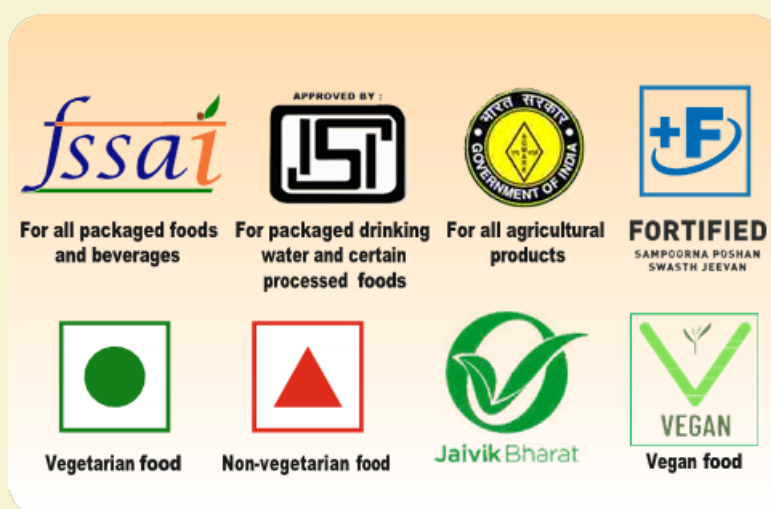 fssai
APPROVED BY :
ISI
भारत सरकार
AGMARK
GOVERNMENT OF INDIA
+F
For all packaged foods
and beverages
For packaged drinking
water and certain
processed foods
For all agricultural
products
FORTIFIED
SAMPOORNA POSHAN
SWASTH JEEVAN
VEGAN
Jaivik Bharat
Vegetarian food
Non-vegetarian food
Vegan food